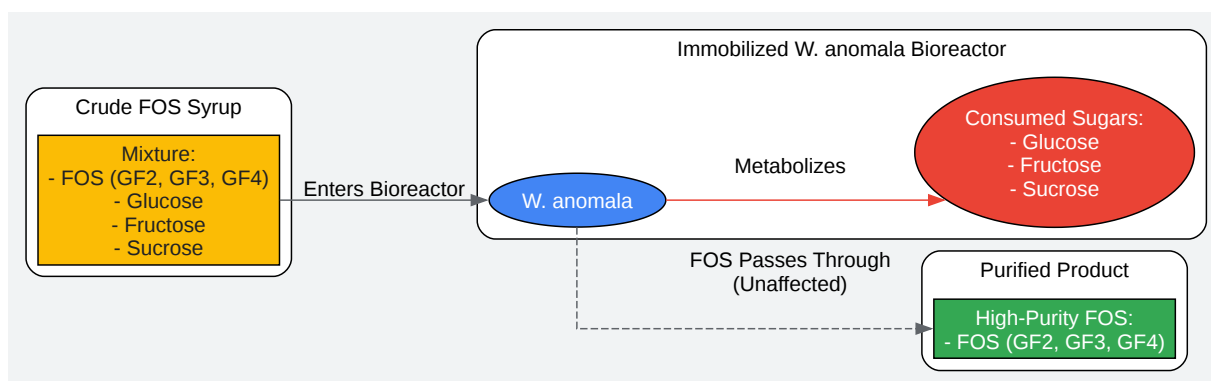 Crude FOS Syrup
Mixture:
- FOS (GF2, GF3, GF4)
- Glucose
- Fructose
- Sucrose
Enters Bioreactor
Immobilized W. anomala Bioreactor
W. anomala
Metabolizes
Consumed Sugars:
- Glucose
- Fructose
- Sucrose
FOS Passes Through
(Unaffected)
Purified Product
High-Purity FOS:
- FOS (GF2, GF3, GF4)